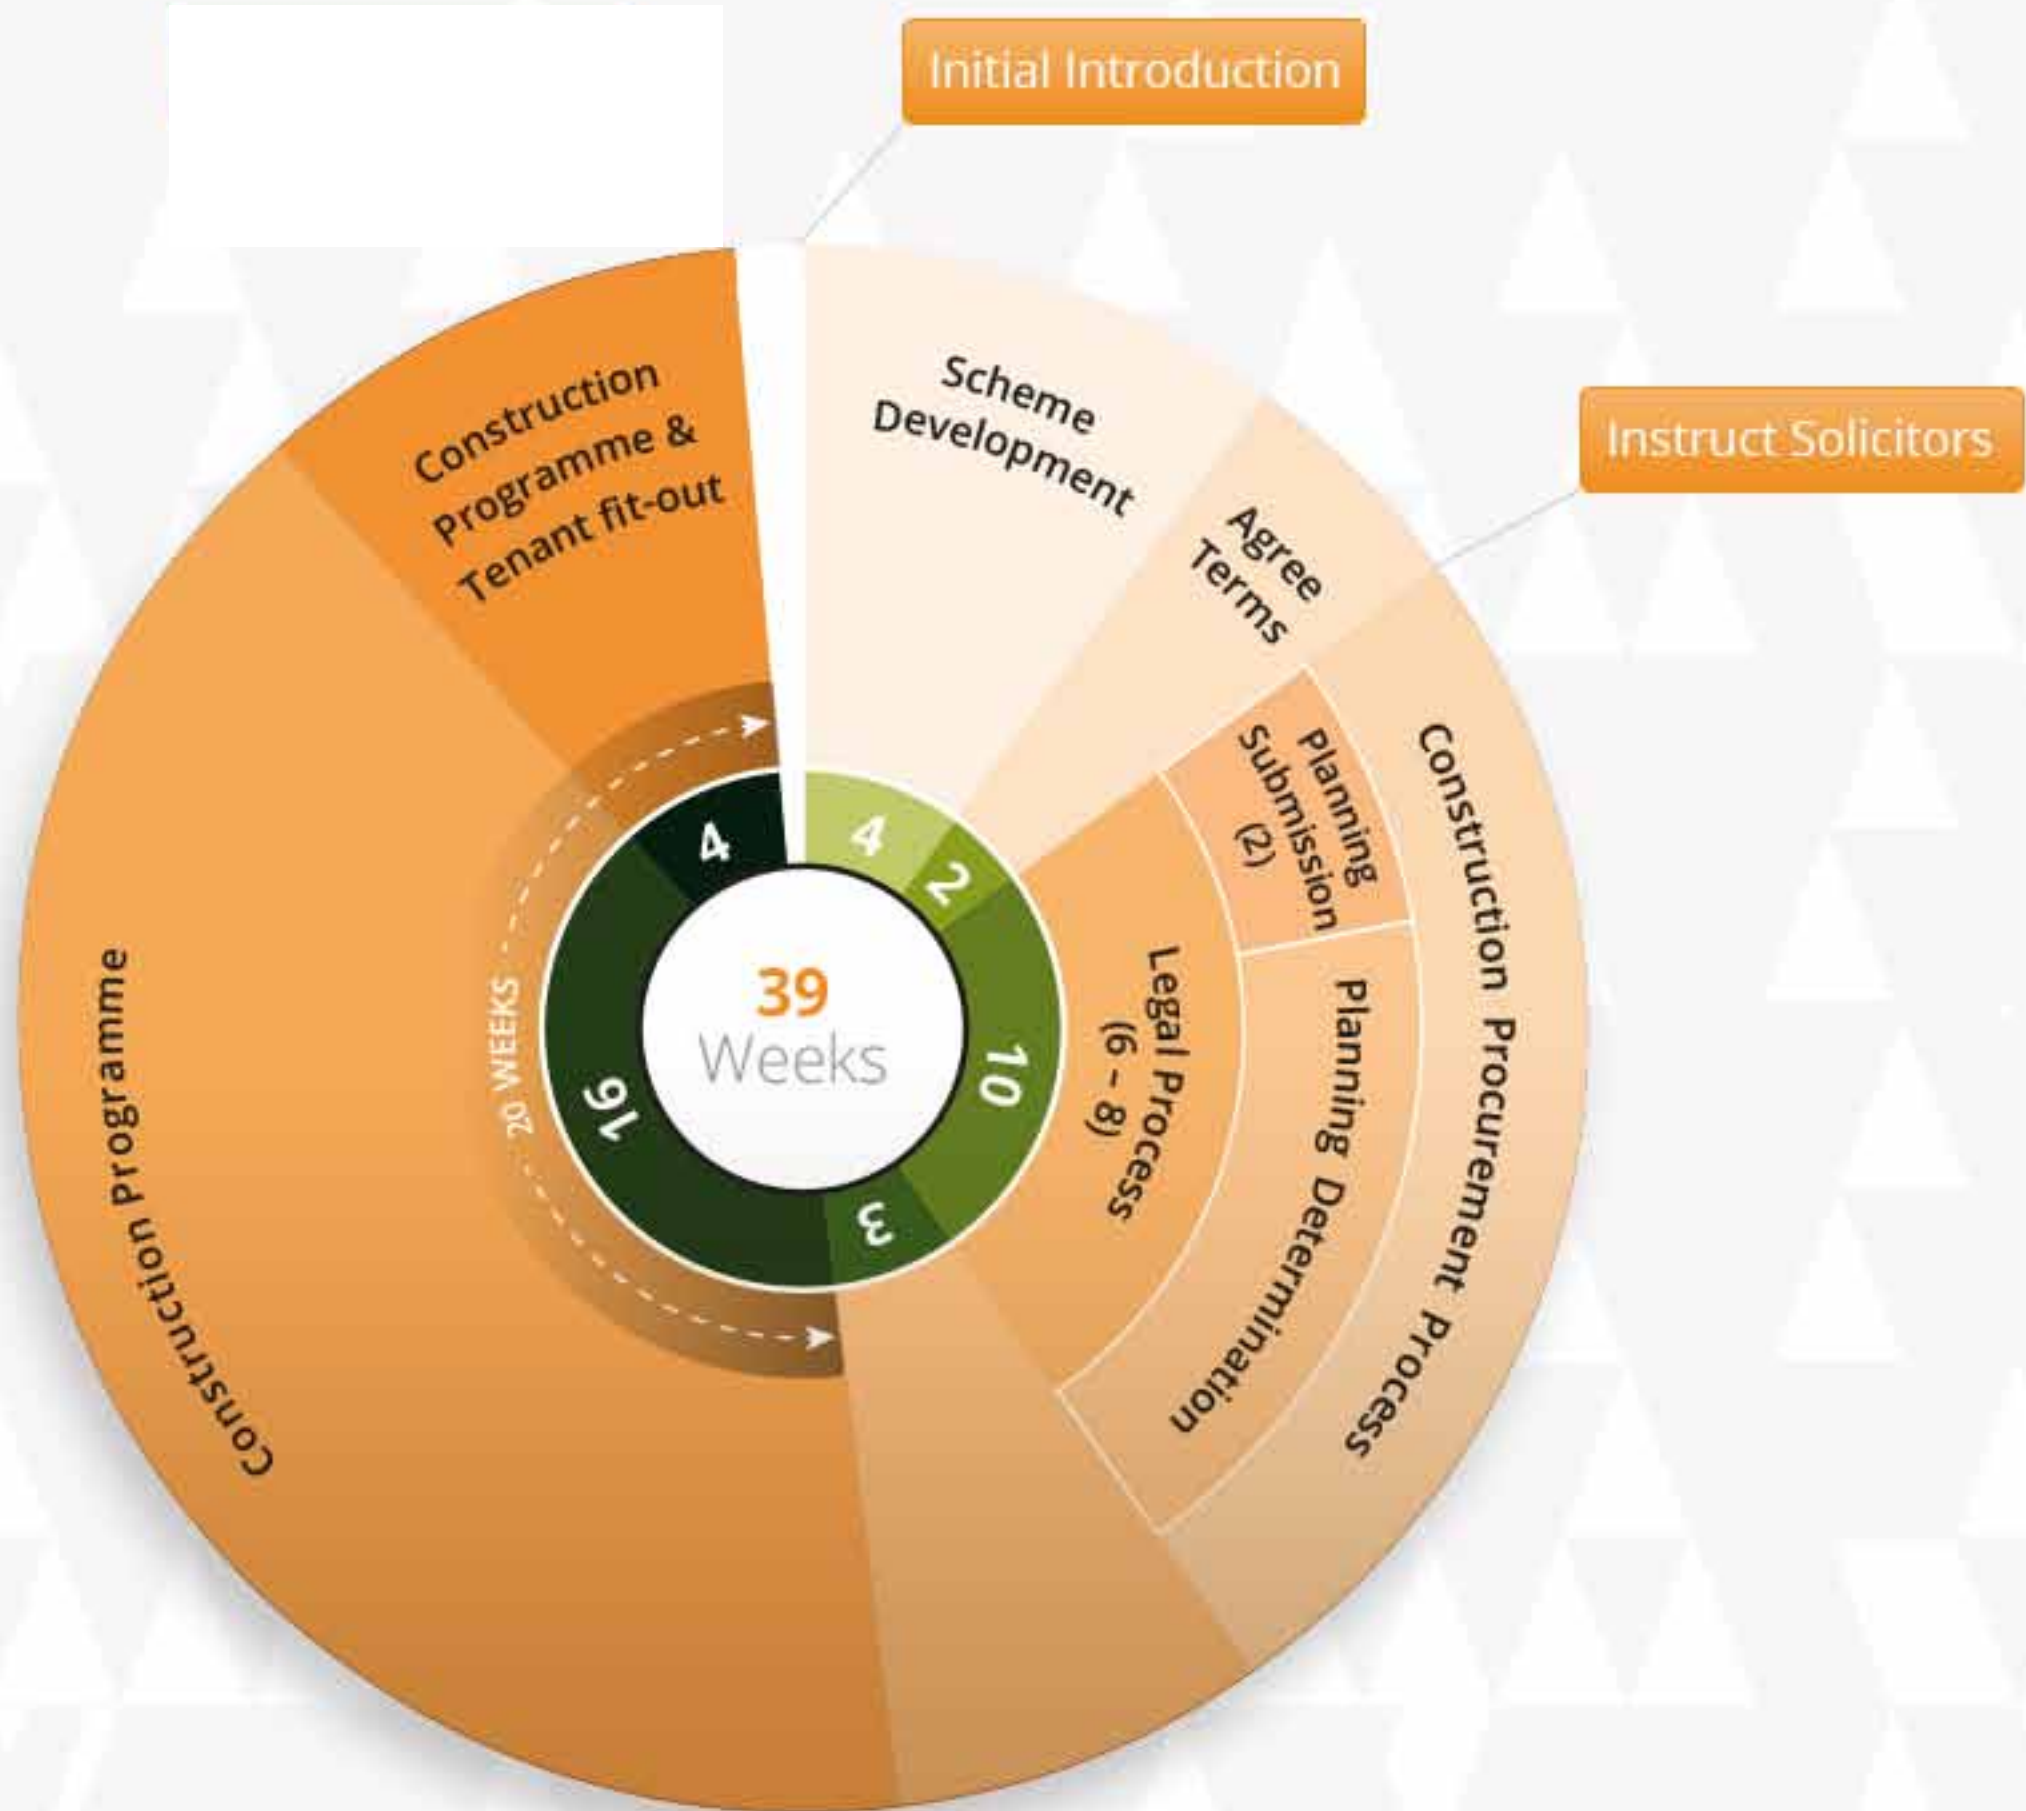 Initial Introduction
Instruct Solicitors
Scheme
Development
Agree
Terms
Planning
Submission
(2)
Construction Procurement Process
Planning Determination
Legal Process
(6 – 8)
Construction Programme
Construction
Programme &
Tenant fit-out
20 WEEKS
4
2
10
3
16
4
39
Weeks